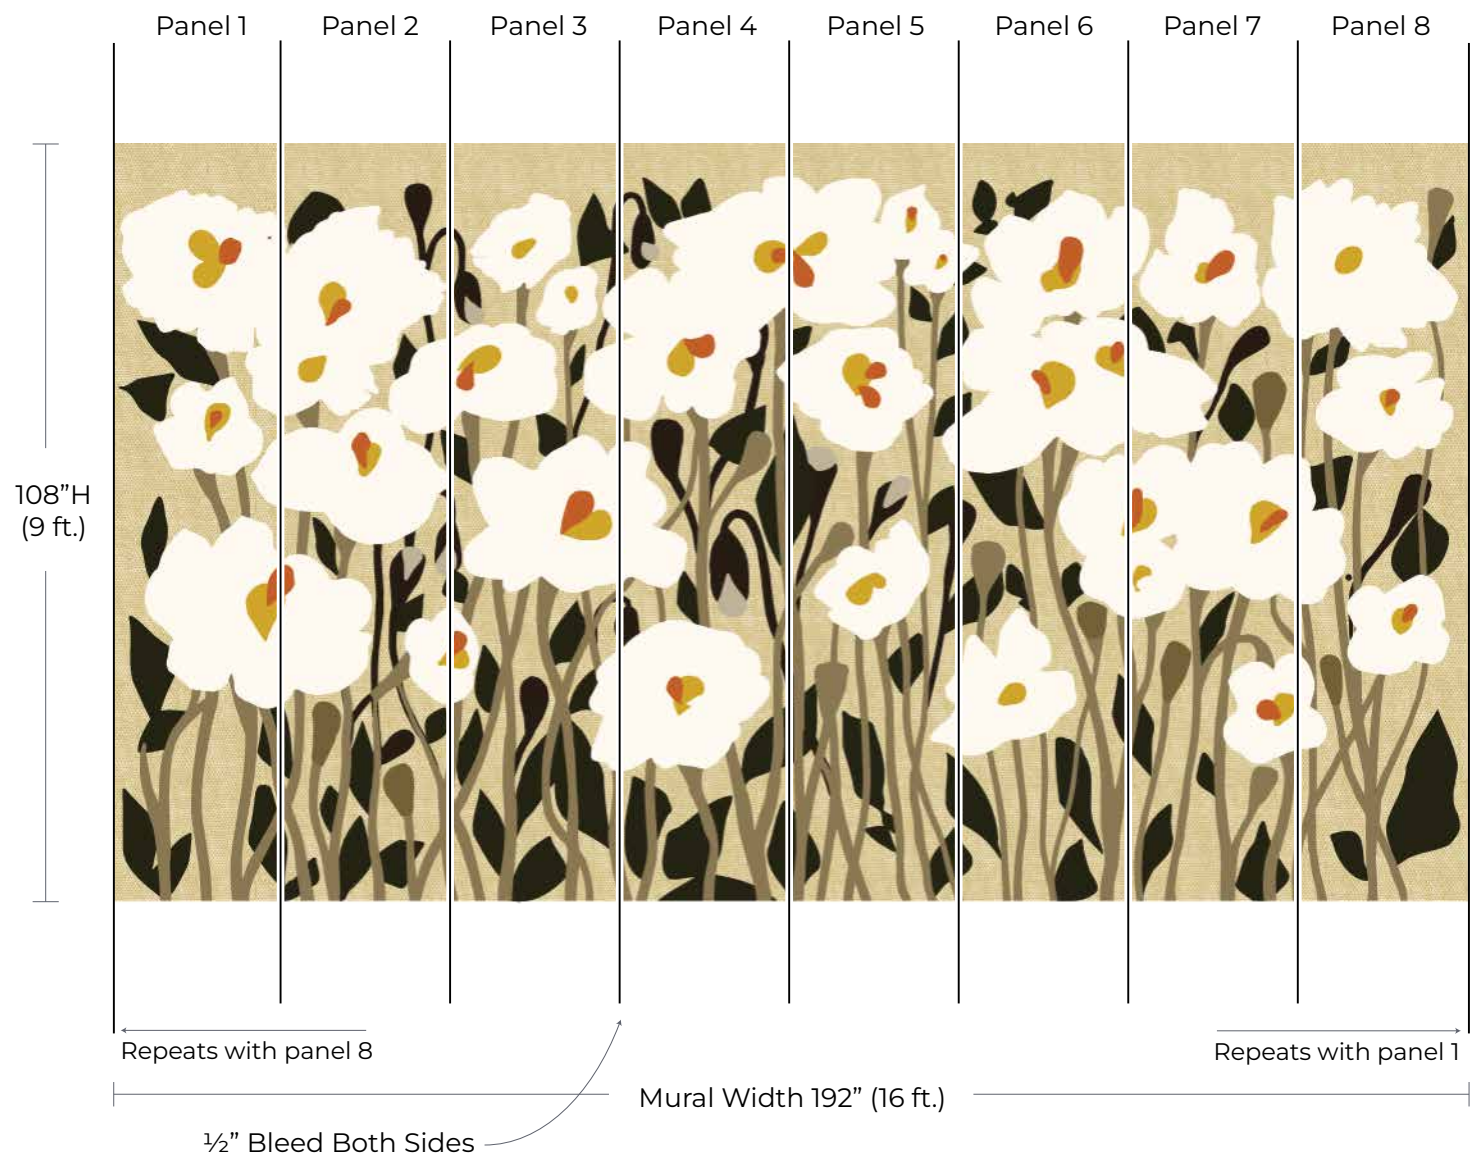 Panel 1
Panel 2
Panel 3
Panel 4
Panel 5
Panel 6
Panel 7
Panel 8
108”H
(9 ft.)
Repeats with panel 8
Repeats with panel 1
Mural Width 192” (16 ft.)
½” Bleed Both Sides